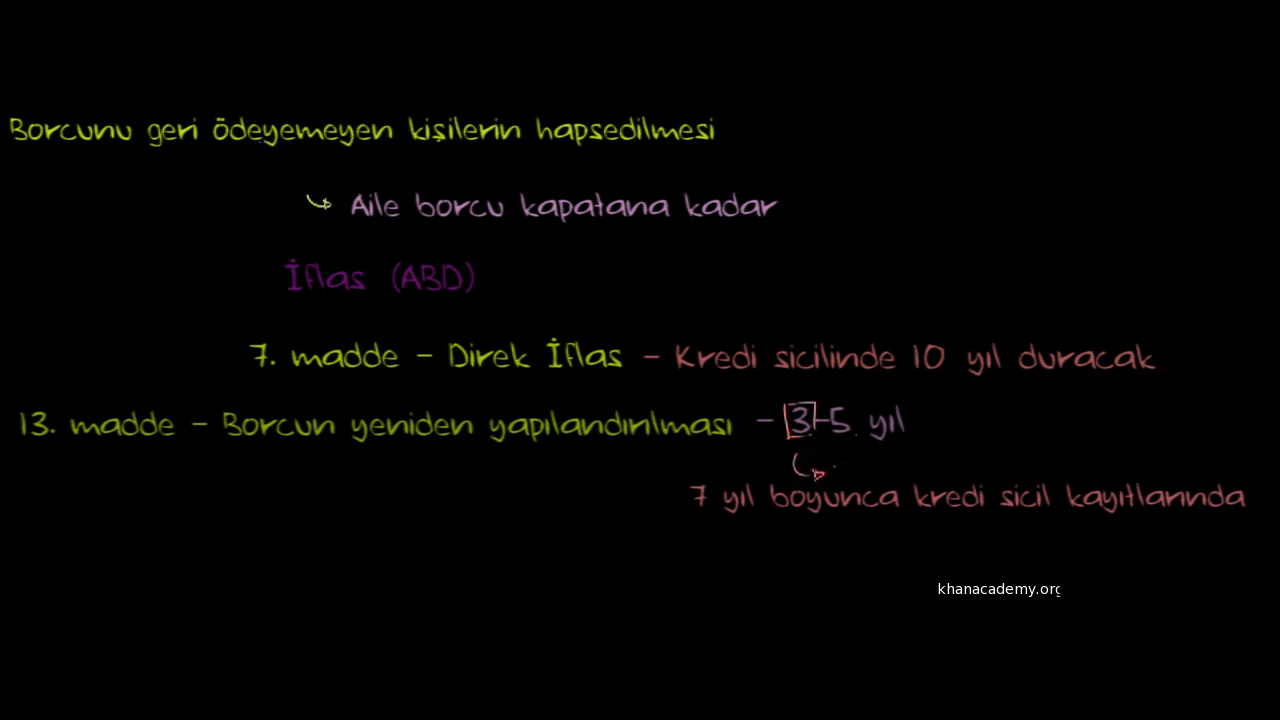 Borcunu geri ödeyemeyen kişilerin hapsedilmesi
Aile borcu kapatana kadar
İflas (ABD)
7. madde - Direk İflas - Kredi sicilinde 10 yıl duracak
13. madde - Borcun yeniden yapılandırılması - 3-5 yıl
7 yıl boyunca kredi sicil kayıtlarında
khanacademy.org